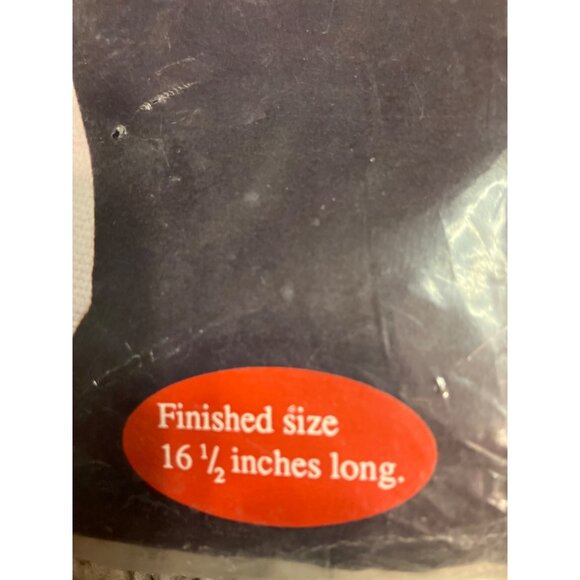 Finished size
16 1/2 inches long.